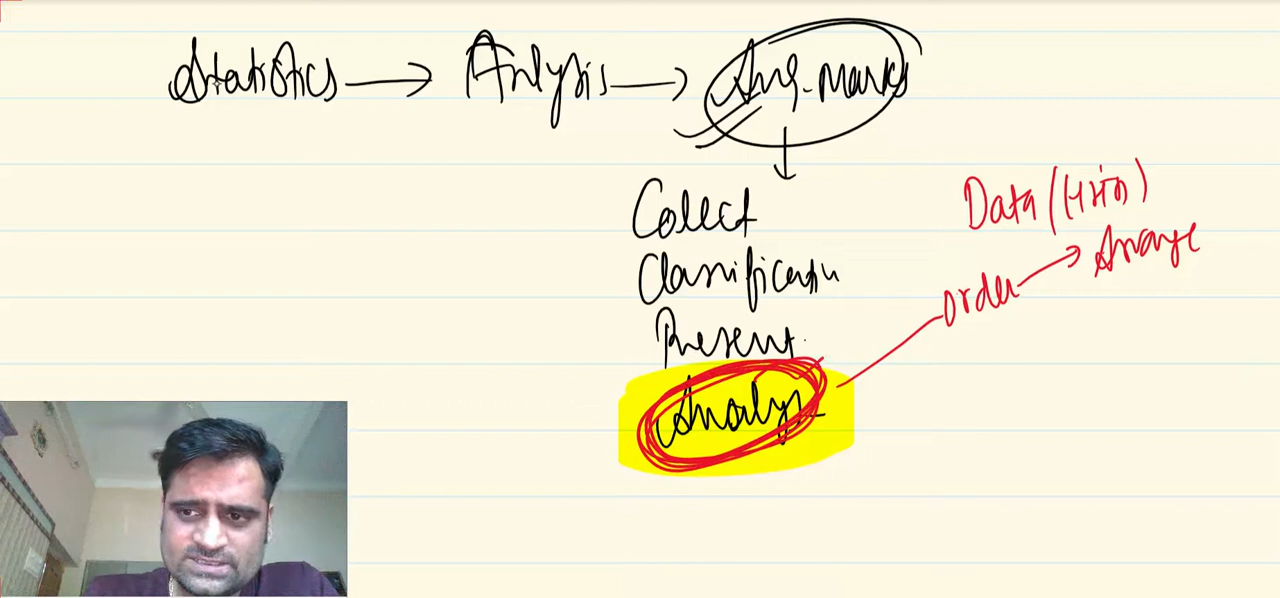 Statistics → Anlysis → Avg. marks
Collect
Classification
Present
Analys
Data
order → Arrange